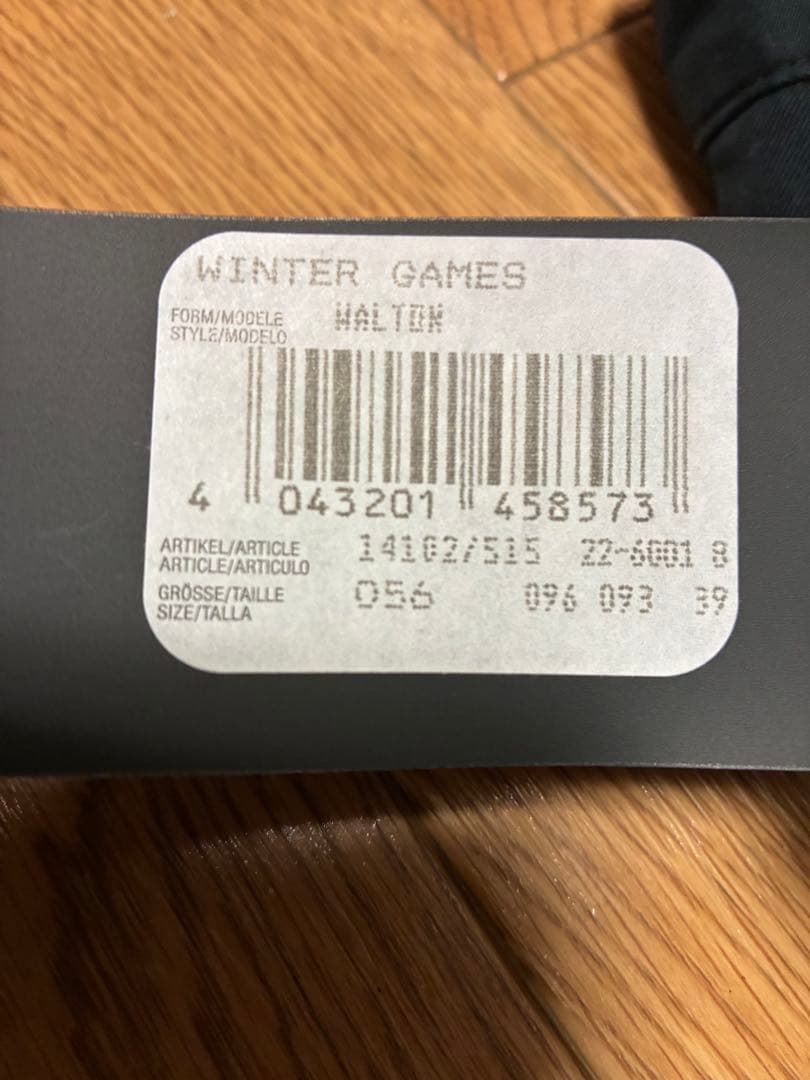 WINTER GAMES
FORM/MODELE WALTON
STYLE/MODELO
4 043201 458573
ARTIKEL/ARTICLE 14102/515 22-6001 8
ARTICLE/ARTICULO
GRÖSSE/TAILLE 056 096 093 39
SIZE/TALLA